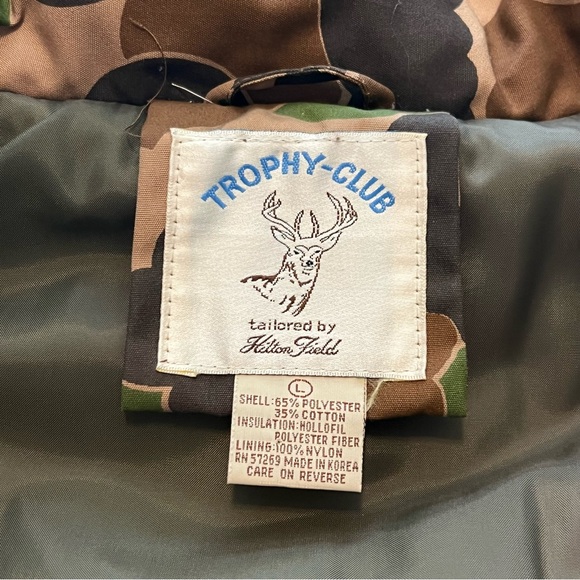 TROPHY-CLUB
tailored by
Hilton Field
L
SHELL:65% POLYESTER
35% COTTON
INSULATION:HOLLOFIL
POLYESTER FIBER
LINING:100% NYLON
RN 57269 MADE IN KOREA
CARE ON REVERSE